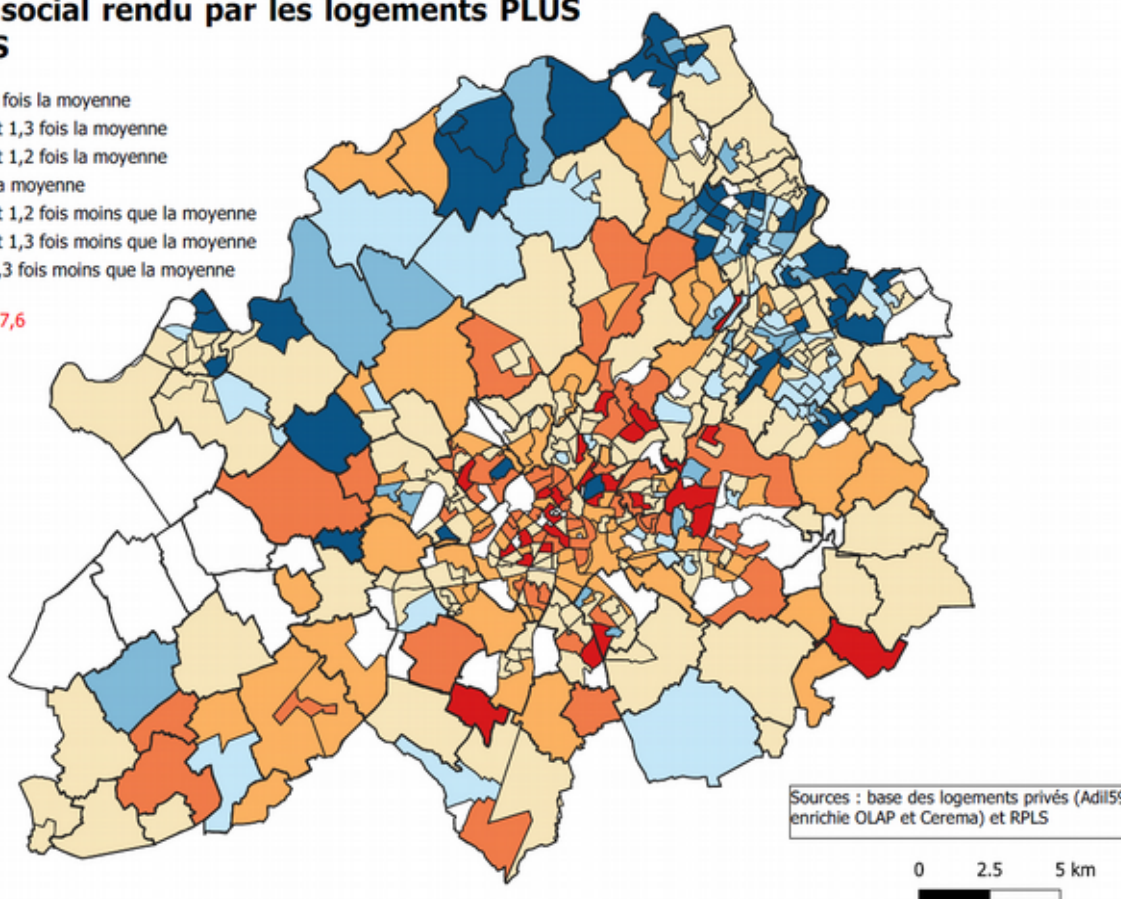 social rendu par les logements PLUS
S
fois la moyenne
t 1,3 fois la moyenne
t 1,2 fois la moyenne
a moyenne
t 1,2 fois moins que la moyenne
t 1,3 fois moins que la moyenne
,3 fois moins que la moyenne
7,6
Sources : base des logements privés (Adil59
enrichie OLAP et Cerema) et RPLS
0 2.5 5 km